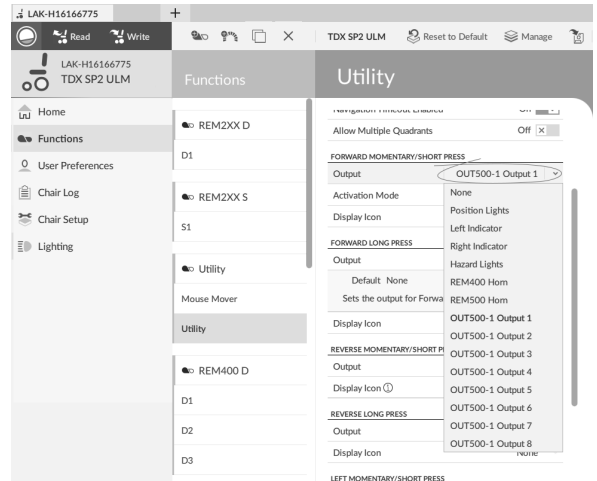 LAK-H16166775
+
Read
Write
TDX SP2 ULM
Reset to Default
Manage
LAK-H16166775
TDX SP2 ULM
Functions
Utility
Home
Functions
User Preferences
Chair Log
Chair Setup
Lighting
REM2XX D
D1
REM2XX S
S1
Utility
Mouse Mover
Utility
REM400 D
D1
D2
D3
Navigation Timeout Enabled Off
Allow Multiple Quadrants Off
FORWARD MOMENTARY/SHORT PRESS
Output OUT500-1 Output 1
Activation Mode
Display Icon
FORWARD LONG PRESS
Output
Default None
Sets the output for Forwa
Display Icon
REVERSE MOMENTARY/SHORT P
Output
Display Icon
REVERSE LONG PRESS
Output
Display Icon None
LEFT MOMENTARY/SHORT PRESS
None
Position Lights
Left Indicator
Right Indicator
Hazard Lights
REM400 Horn
REM500 Horn
OUT500-1 Output 1
OUT500-1 Output 2
OUT500-1 Output 3
OUT500-1 Output 4
OUT500-1 Output 5
OUT500-1 Output 6
OUT500-1 Output 7
OUT500-1 Output 8